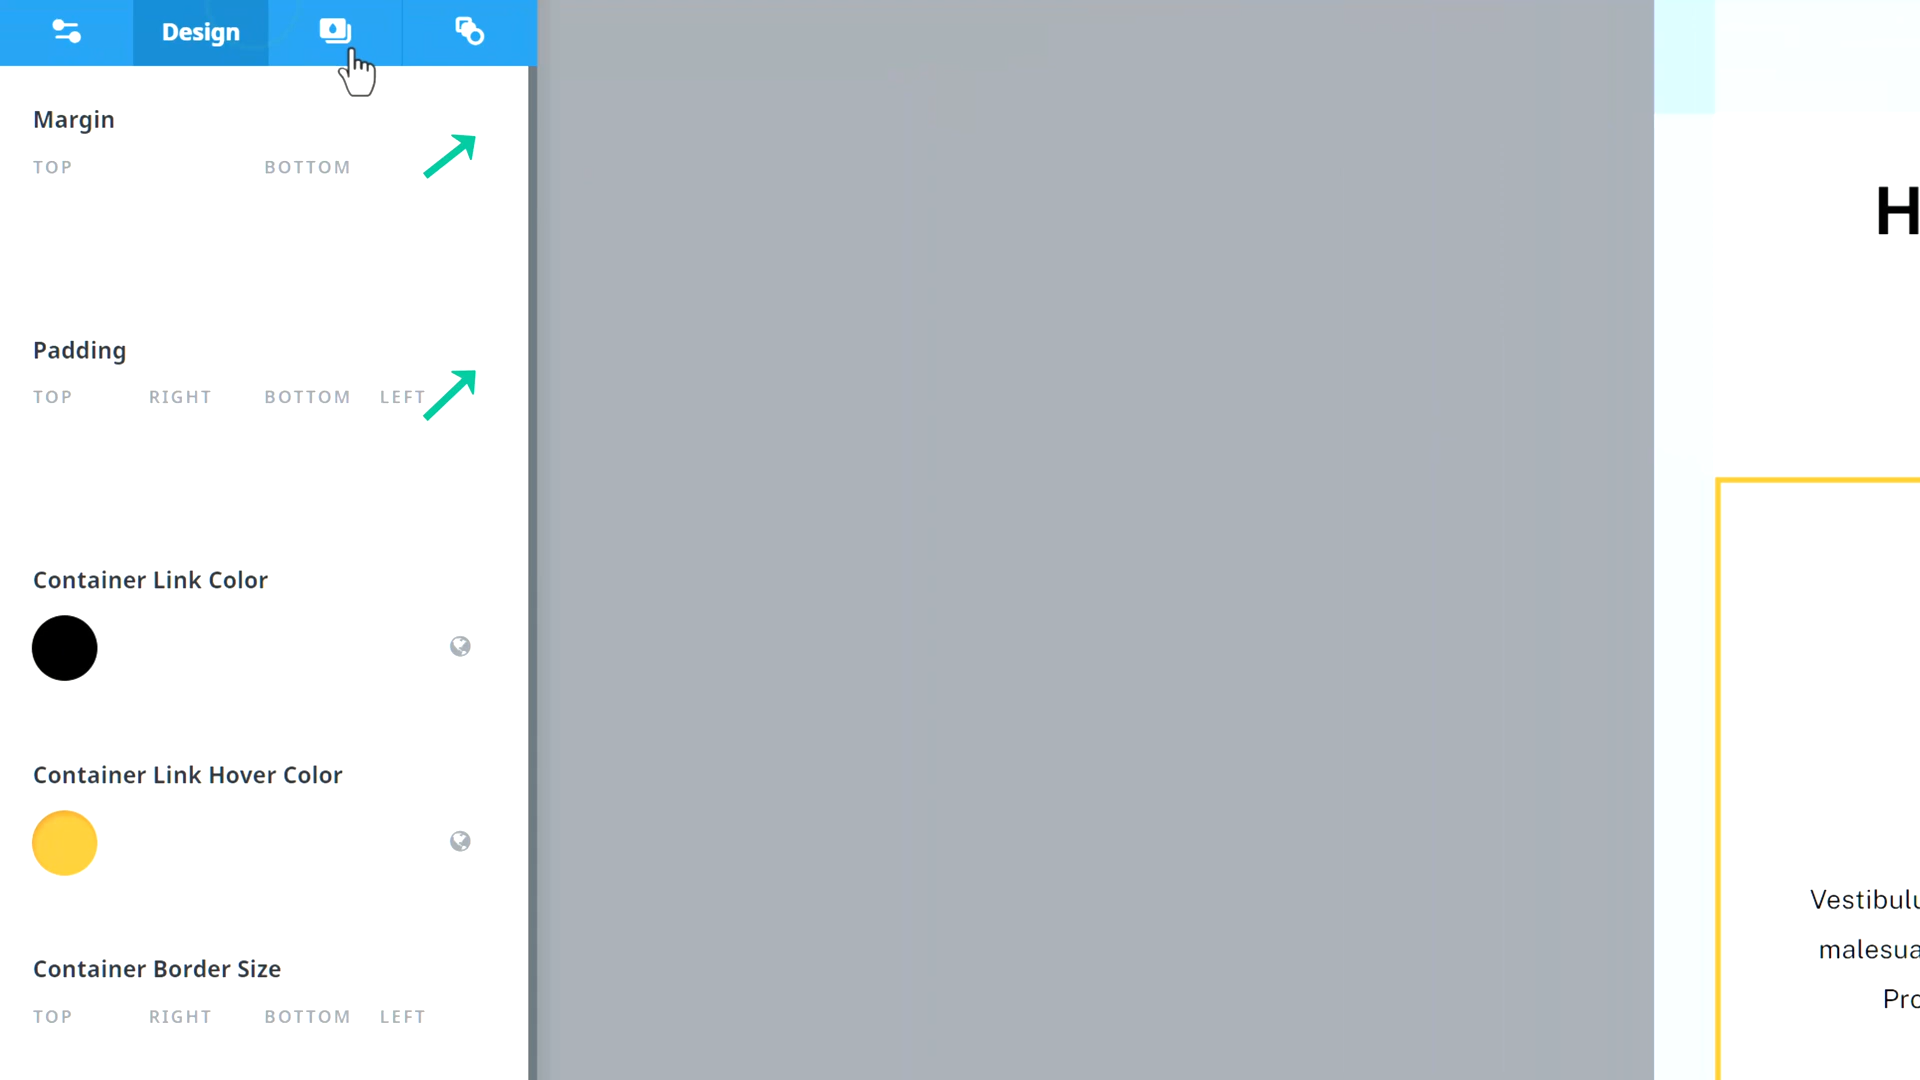 Design
Margin
TOP BOTTOM
Padding
TOP RIGHT BOTTOM LEFT
Container Link Color
Container Link Hover Color
Container Border Size
TOP RIGHT BOTTOM LEFT
H
Vestibulu
malesua
Pro